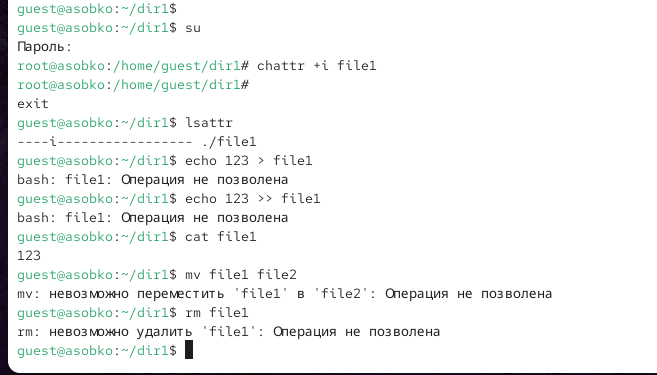 guest@asobko:~/dir1$
guest@asobko:~/dir1$ su
Пароль:
root@asobko:/home/guest/dir1# chattr +i file1
root@asobko:/home/guest/dir1#
exit
guest@asobko:~/dir1$ lsattr
----i----------------- ./file1
guest@asobko:~/dir1$ echo 123 > file1
bash: file1: Операция не позволена
guest@asobko:~/dir1$ echo 123 >> file1
bash: file1: Операция не позволена
guest@asobko:~/dir1$ cat file1
123
guest@asobko:~/dir1$ mv file1 file2
mv: невозможно переместить 'file1' в 'file2': Операция не позволена
guest@asobko:~/dir1$ rm file1
rm: невозможно удалить 'file1': Операция не позволена
guest@asobko:~/dir1$